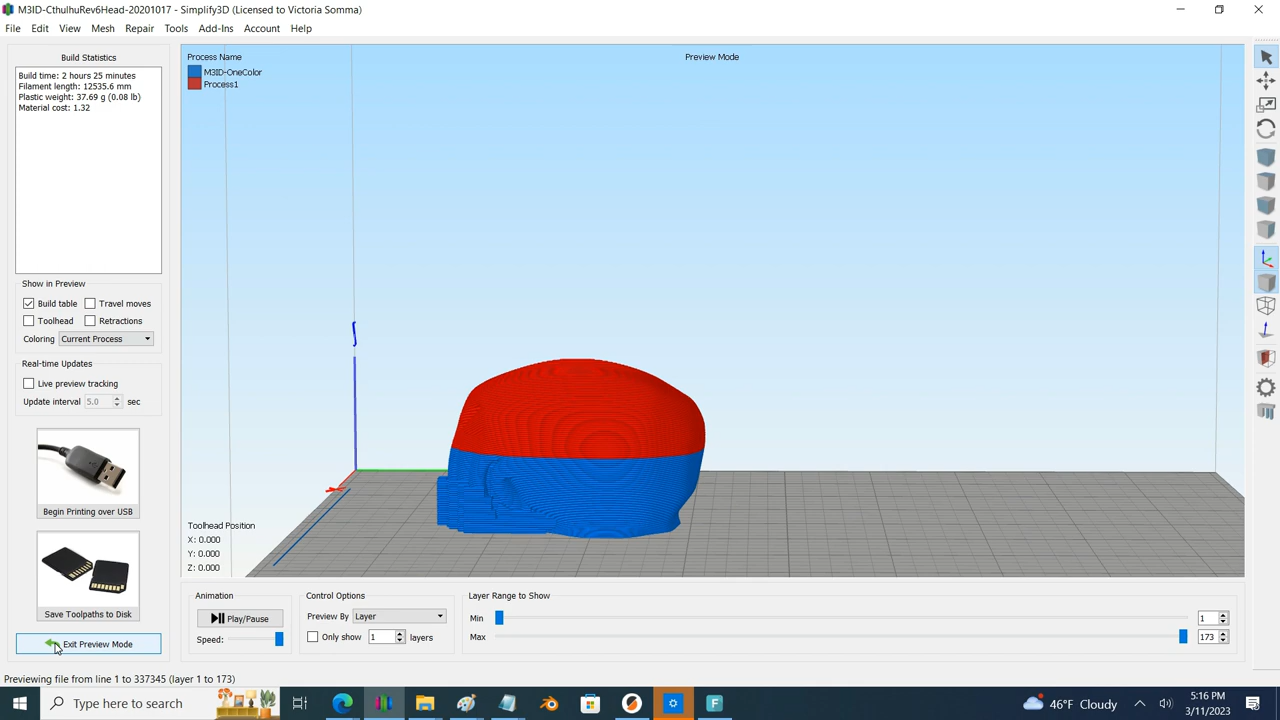 M3ID-CthulhuRev6Head-20201017 - Simplify3D (Licensed to Victoria Somma)
File Edit View Mesh Repair Tools Add-Ins Account Help
Build Statistics
Build time: 2 hours 25 minutes
Filament length: 12535.6 mm
Plastic weight: 37.69 g (0.08 lb)
Material cost: 1.32
Show in Preview
Build table Travel moves
Toolhead Retractions
Coloring Current Process
Real-time Updates
Live preview tracking
Update interval 5.0 sec
Begin Printing over USB
Save Toolpaths to Disk
Exit Preview Mode
Process Name
M3ID-OneColor
Process1
Preview Mode
Toolhead Position
X: 0.000
Y: 0.000
Z: 0.000
Animation
Play/Pause
Speed:
Control Options
Preview By Layer
Only show 1 layers
Layer Range to Show
Min 1
Max 173
Previewing file from line 1 to 337345 (layer 1 to 173)
Type here to search
46°F Cloudy
5:16 PM
3/11/2023